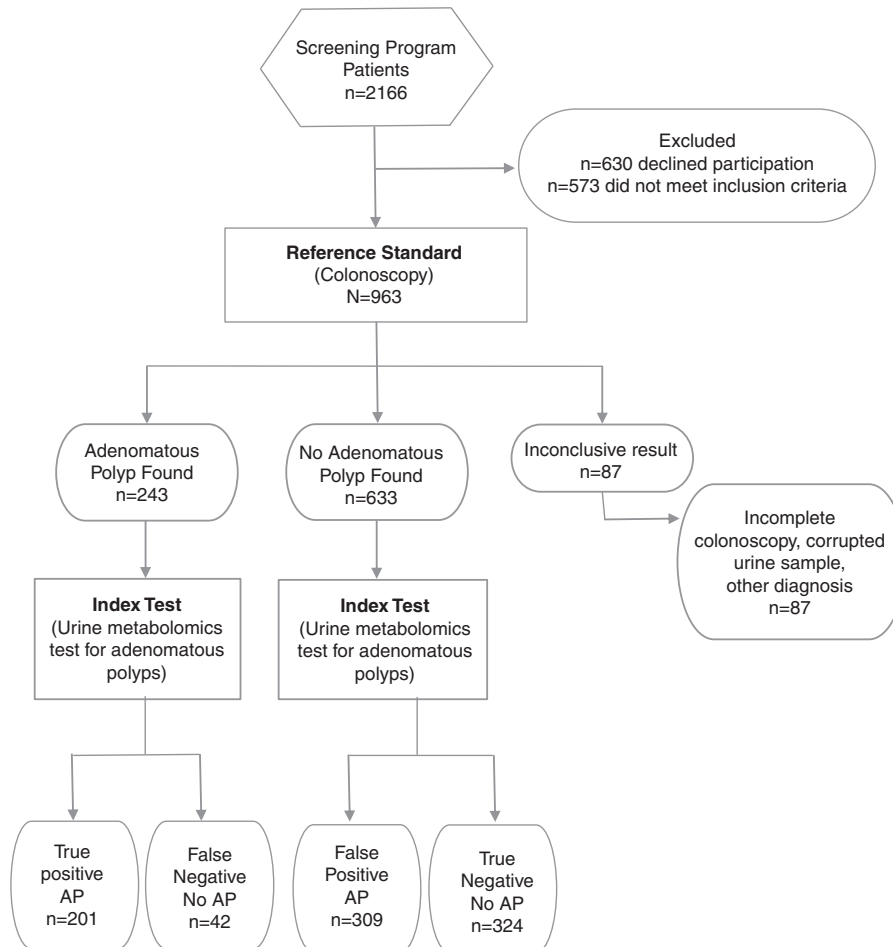 Screening Program
Patients
n=2166
Excluded
n=630 declined participation
n=573 did not meet inclusion criteria
Reference Standard
(Colonoscopy)
N=963
Adenomatous
Polyp Found
n=243
No Adenomatous
Polyp Found
n=633
Inconclusive result
n=87
Incomplete
colonoscopy, corrupted
urine sample,
other diagnosis
n=87
Index Test
(Urine metabolomics
test for adenomatous
polyps)
Index Test
(Urine metabolomics
test for adenomatous
polyps)
True
positive
AP
n=201
False
Negative
No AP
n=42
False
Positive
AP
n=309
True
Negative
No AP
n=324